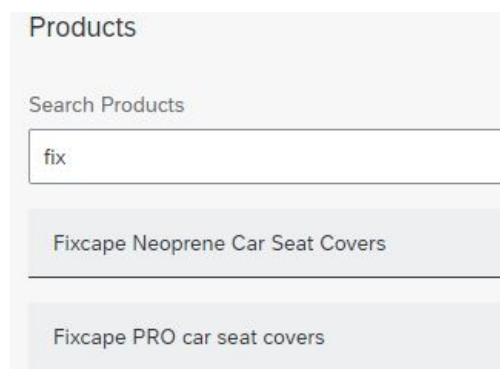 Products
Search Products
fix
Fixcape Neoprene Car Seat Covers
Fixcape PRO car seat covers